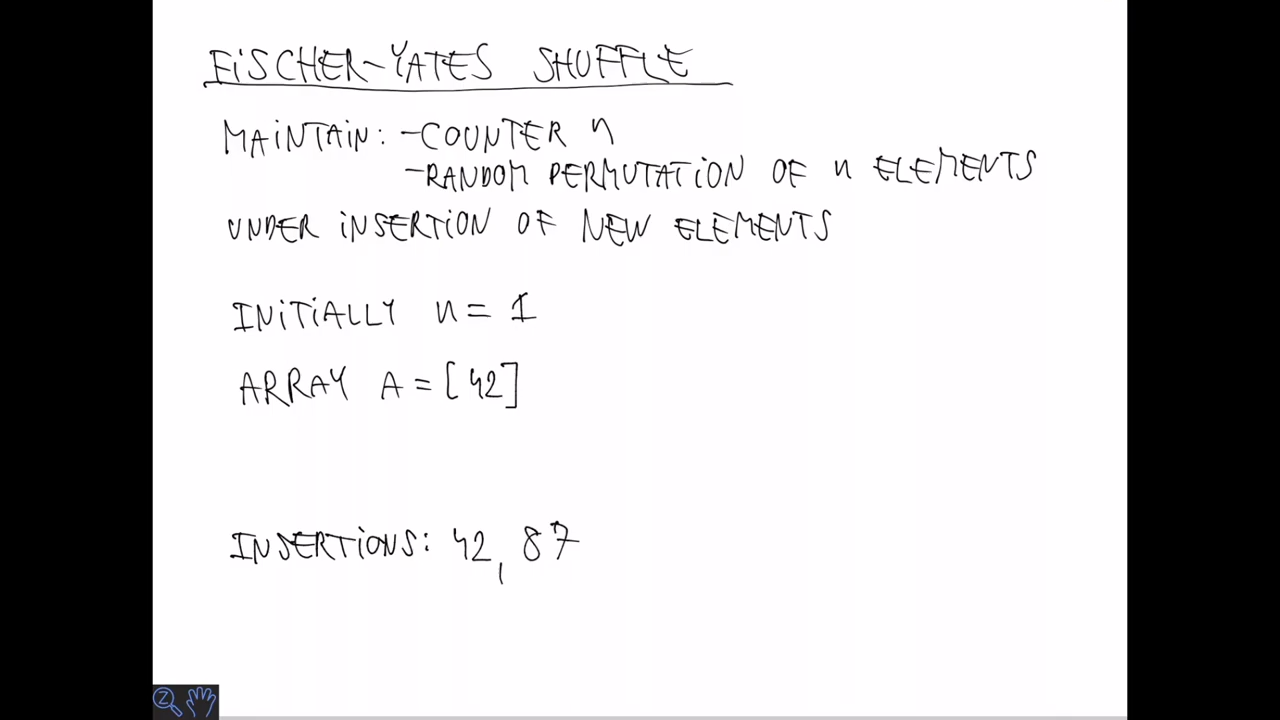 FiSCHER-YATES SHUFFLE
MAiNTAiN: -COUNTER n
-RANDOM PERMUTATiON OF n ELEMENTS
UNDER iNSERTiON OF NEW ELEMENTS
INiTiALLY n = 1
ARRAY A = [42]
INSERTiONS: 42, 87
Z